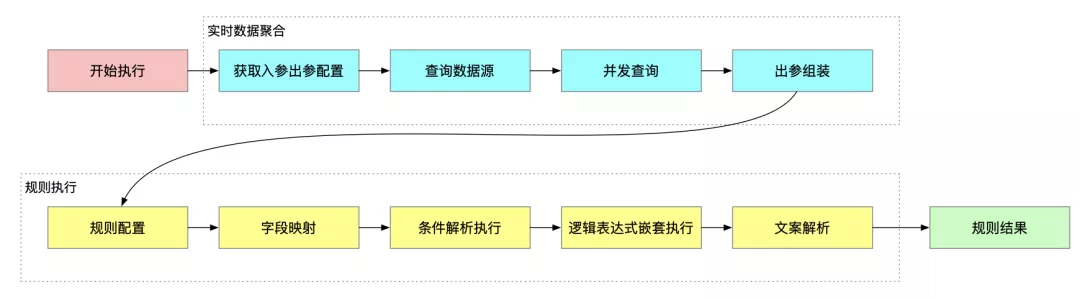 实时数据聚合
开始执行
获取入参出参配置
查询数据源
并发查询
出参组装
规则执行
规则配置
字段映射
条件解析执行
逻辑表达式嵌套执行
文案解析
规则结果